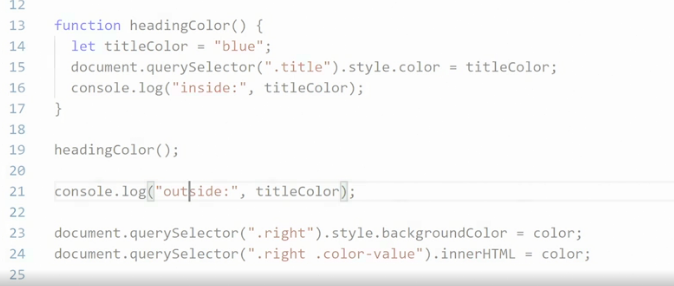 12
13 function headingColor() {
14 let titleColor = "blue";
15 document.querySelector(".title").style.color = titleColor;
16 console.log("inside:", titleColor);
17 }
18
19 headingColor();
20
21 console.log("outside:", titleColor);
22
23 document.querySelector(".right").style.backgroundColor = color;
24 document.querySelector(".right .color-value").innerHTML = color;
25